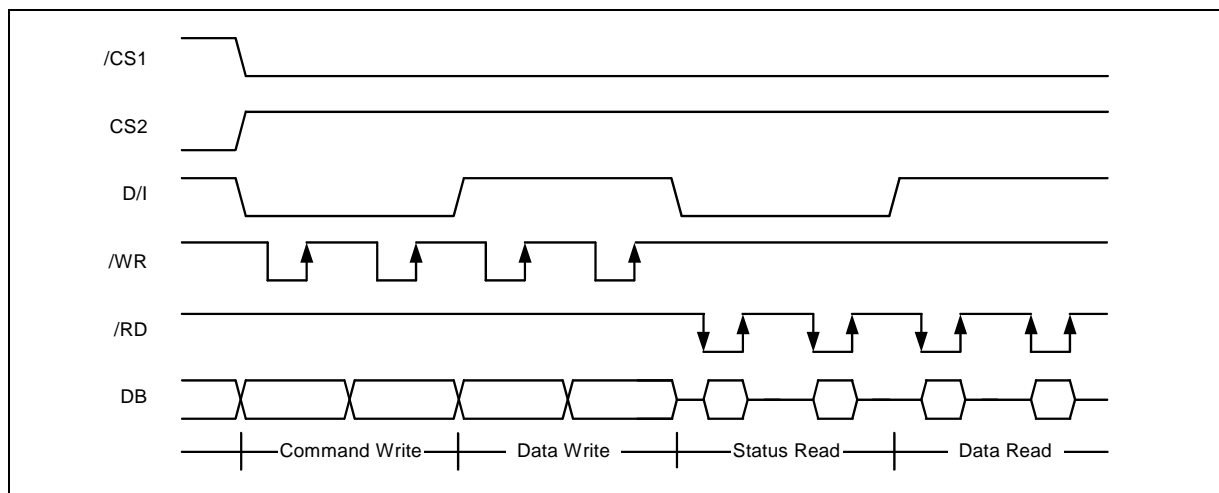 /CS1
CS2
D/I
/WR
/RD
DB
Command Write
Data Write
Status Read
Data Read